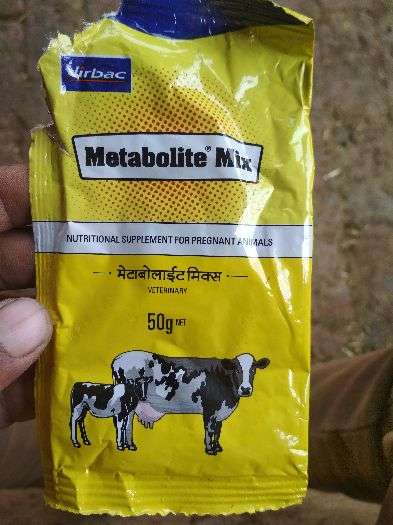 Virbac
Metabolite® Mix
NUTRITIONAL SUPPLEMENT FOR PREGNANT ANIMALS
मेटाबोलाईट मिक्स
VETERINARY
50g NET